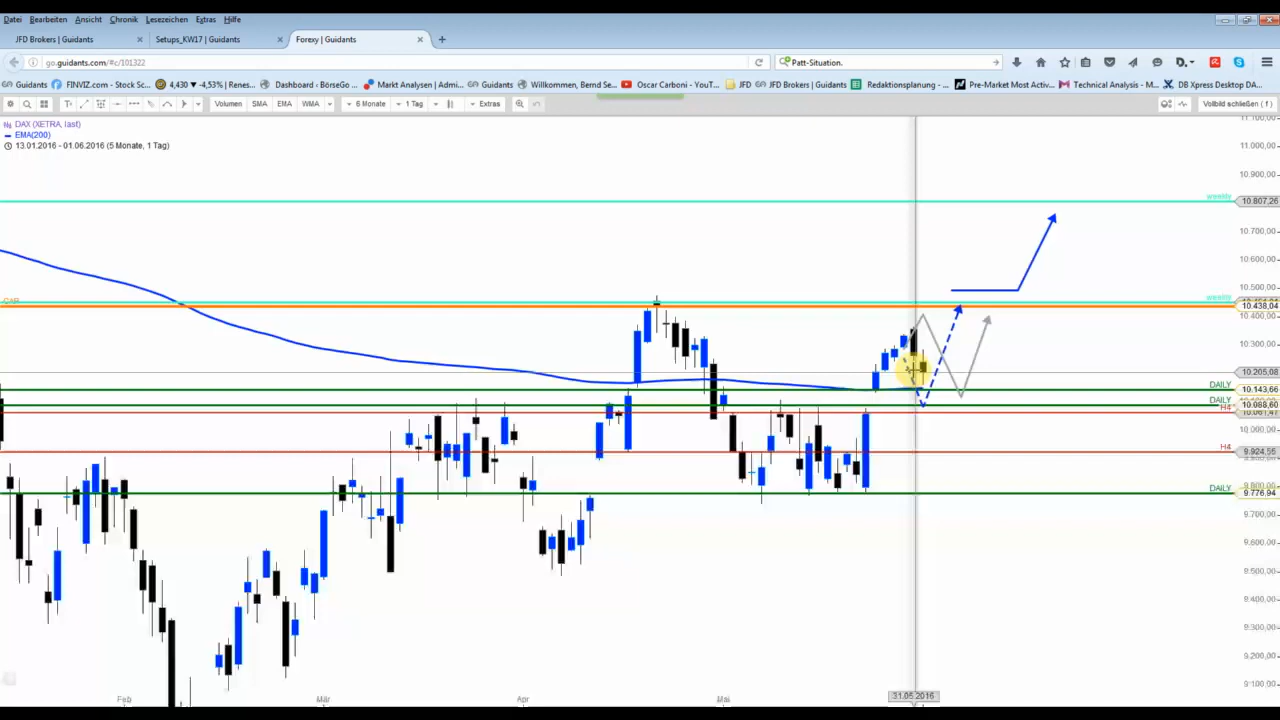 Datei Bearbeiten Ansicht Chronik Lesezeichen Extras Hilfe
JFD Brokers | Guidants × Setups_KW17 | Guidants × Forexy | Guidants × +
go.guidants.com/#c/101322 Patt-Situation.
Guidants FINVIZ.com - Stock Sc... 4,430 ▼ -4,53% | Renes... Dashboard ‹ BörseGo ... Markt Analysen | Admi... Guidants Willkommen, Bernd Se... Oscar Carboni - YouT... JFD JFD Brokers | Guidants Redaktionsplanung - ... Pre-Market Most Activ... Technical Analysis - M... DB Xpress Desktop DA...
Volumen SMA EMA WMA 6 Monate 1 Tag Extras Vollbild schließen ( f )
DAX (XETRA, last)
EMA(200)
13.01.2016 - 01.06.2016 (5 Monate, 1 Tag)
11.100,00
11.000,00
10.900,00
weekly 10.807,26
10.700,00
10.600,00
10.500,00
weekly
10.438,04
10.400,00
10.300,00
10.205,08
DAILY 10.143,66
DAILY 10.088,60
H4 10.061,47
10.000,00
H4 9.924,55
9.800,00
DAILY 9.776,94
9.700,00
9.600,00
9.500,00
9.400,00
9.300,00
9.200,00
9.100,00
Feb Mär Apr Mai 31.05.2016